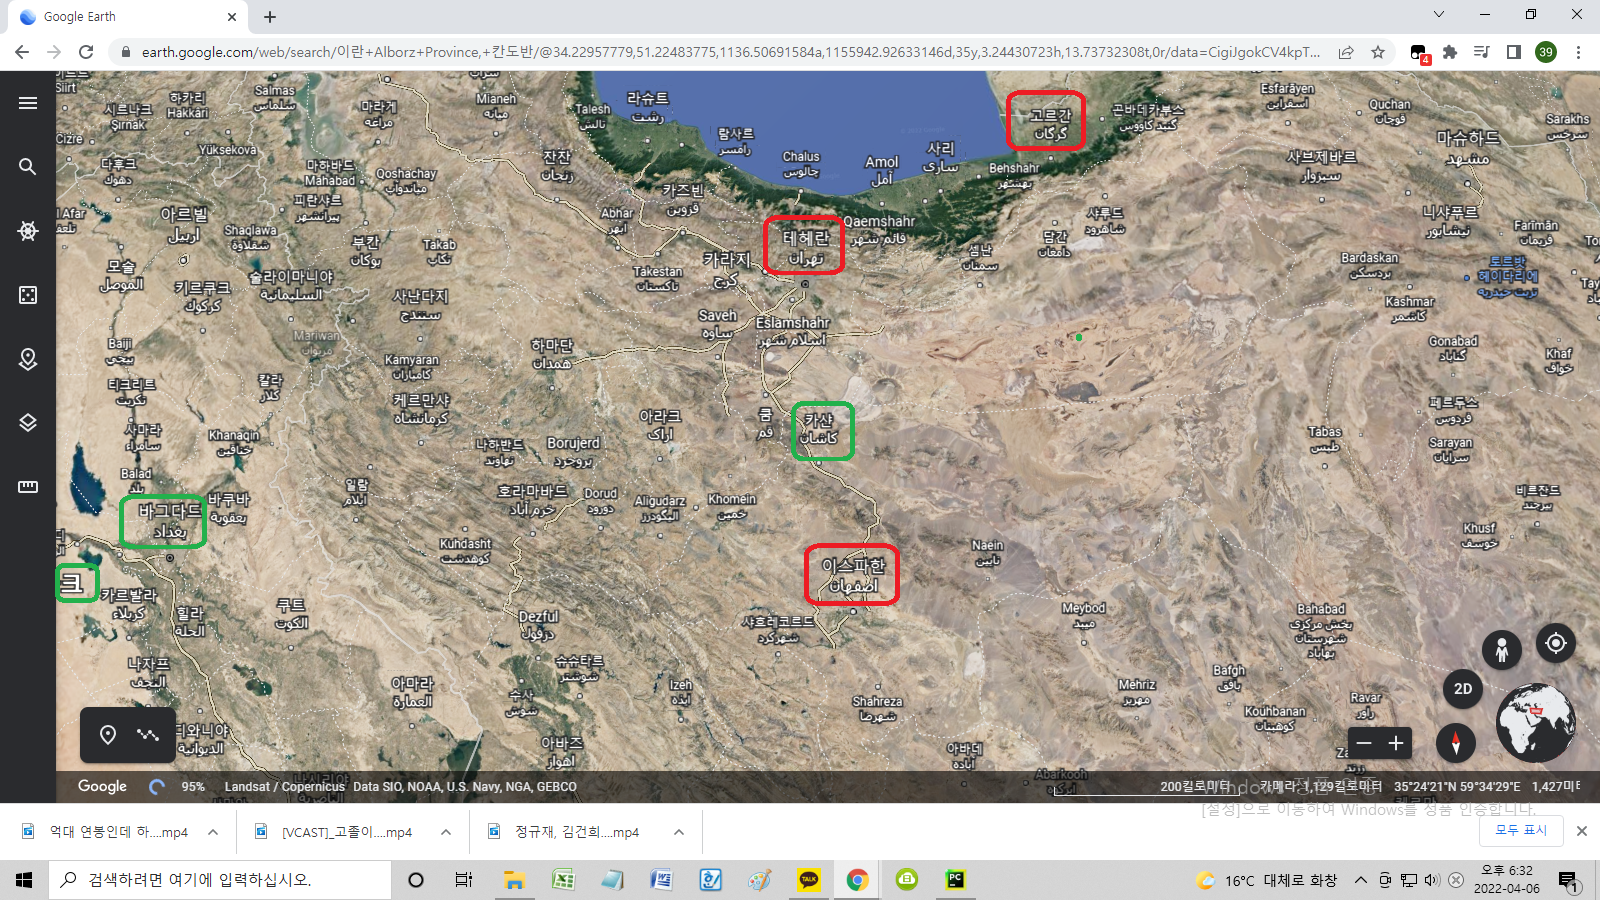 Google Earth
earth.google.com/web/search/이란+Alborz+Province,+칸도반/@34.22957779,51.22483775,1136.50691584a,1155942.92633146d,35y,3.24430723h,13.73732308t,0r/data=CigiJgokCV4kpT...
4
39
Siirt
하카리
Hakkâri
Salmas
سلماس
마라게
مراغه
Mianeh
میانه
Talesh
تالش
라슈트
رشت
람사르
رامسر
Chalus
چالوس
Amol
آمل
사리
ساری
고르간
گرگان
곤바데카부스
گنبد کاووس
Behshahr
بهشهر
Esfarāyen
اسفراین
Quchan
قوچان
마슈하드
مشهد
Sarakhs
سرخس
시르나크
Şırnak
Cizre
Yüksekova
다후크
دهوك
마하바드
Mahabad
Qoshachay
میاندوآب
잔잔
زنجان
카즈빈
قزوین
사브제바르
سبزوار
l Afar
تلعفر
아르빌
اربيل
Shaqlawa
شقلاوة
피란샤르
پیرانشهر
부칸
بوکان
Takab
تکاب
Abhar
ابهر
테헤란
تهران
Qaemshahr
قائم شهر
샤루드
شاهرود
담간
دامغان
셈난
سمنان
니샤푸르
نیشابور
Farīmān
فریمان
모술
الموصل
키르쿠크
كركوك
슬라이마니야
السليمانية
사난다지
سنندج
Takestan
تاکستان
카라지
کرج
Bardaskan
بردسکن
토르밧
헤이다리에
تربت حیدریه
Kashmar
کاشمر
Saveh
ساوه
Eslamshahr
اسلام شهر
Mariwan
مریوان
Baiji
بيجي
하마단
همدان
Kamyaran
کامیاران
Gonabad
گناباد
Khaf
خواف
티크리트
تكريت
칼라
كلار
케르만샤
کرمانشاه
아라크
اراک
쿰
قم
카샨
کاشان
페르두스
فردوس
사마라
سامراء
Khanaqin
خانقين
나하반드
نهاوند
Borujerd
بروجرد
Tabas
طبس
Sarayan
سرایان
Balad
بلد
바그다드
بغداد
바쿠바
بعقوبة
일람
ایلام
호라마바드
خرم آباد
Dorud
دورود
Aligudarz
الیگودرز
Khomein
خمین
비르잔드
بیرجند
Kuhdasht
کوهدشت
Naein
نایین
Khusf
خوسف
크
이스파한
اصفهان
카르발라
كربلاء
힐라
الحلة
쿠트
الكوت
Dezful
دزفول
샤흐레코르드
شهرکرد
Meybod
میبد
Bahabad
بخش مرکزی
شهرستان
بهاباد
나자프
النجف
슈슈타르
شوشتر
아마라
العمارة
수사
شوش
Izeh
ایذه
Shahreza
شهرضا
Mehriz
مهریز
Bafgh
بافق
Ravar
راور
Kouhbanan
کوهبنان
디와니야
الديوانية
아바즈
اهواز
아바데
آباده
Abarkooh
ابرکوه
2D
Google
95%
Landsat / Copernicus
Data SIO, NOAA, U.S. Navy, NGA, GEBCO
200킬로미터
카메라: 1,129킬로미터
35°24'21"N 59°34'29"E
1,427미터
[설정]으로 이동하여 Windows를 정품 인증합니다.
억대 연봉인데 하....mp4
[VCAST]_고졸이....mp4
정규재, 김건희....mp4
모두 표시
검색하려면 여기에 입력하십시오.
TALK
PC
16°C 대체로 화창
오후 6:32
2022-04-06
1